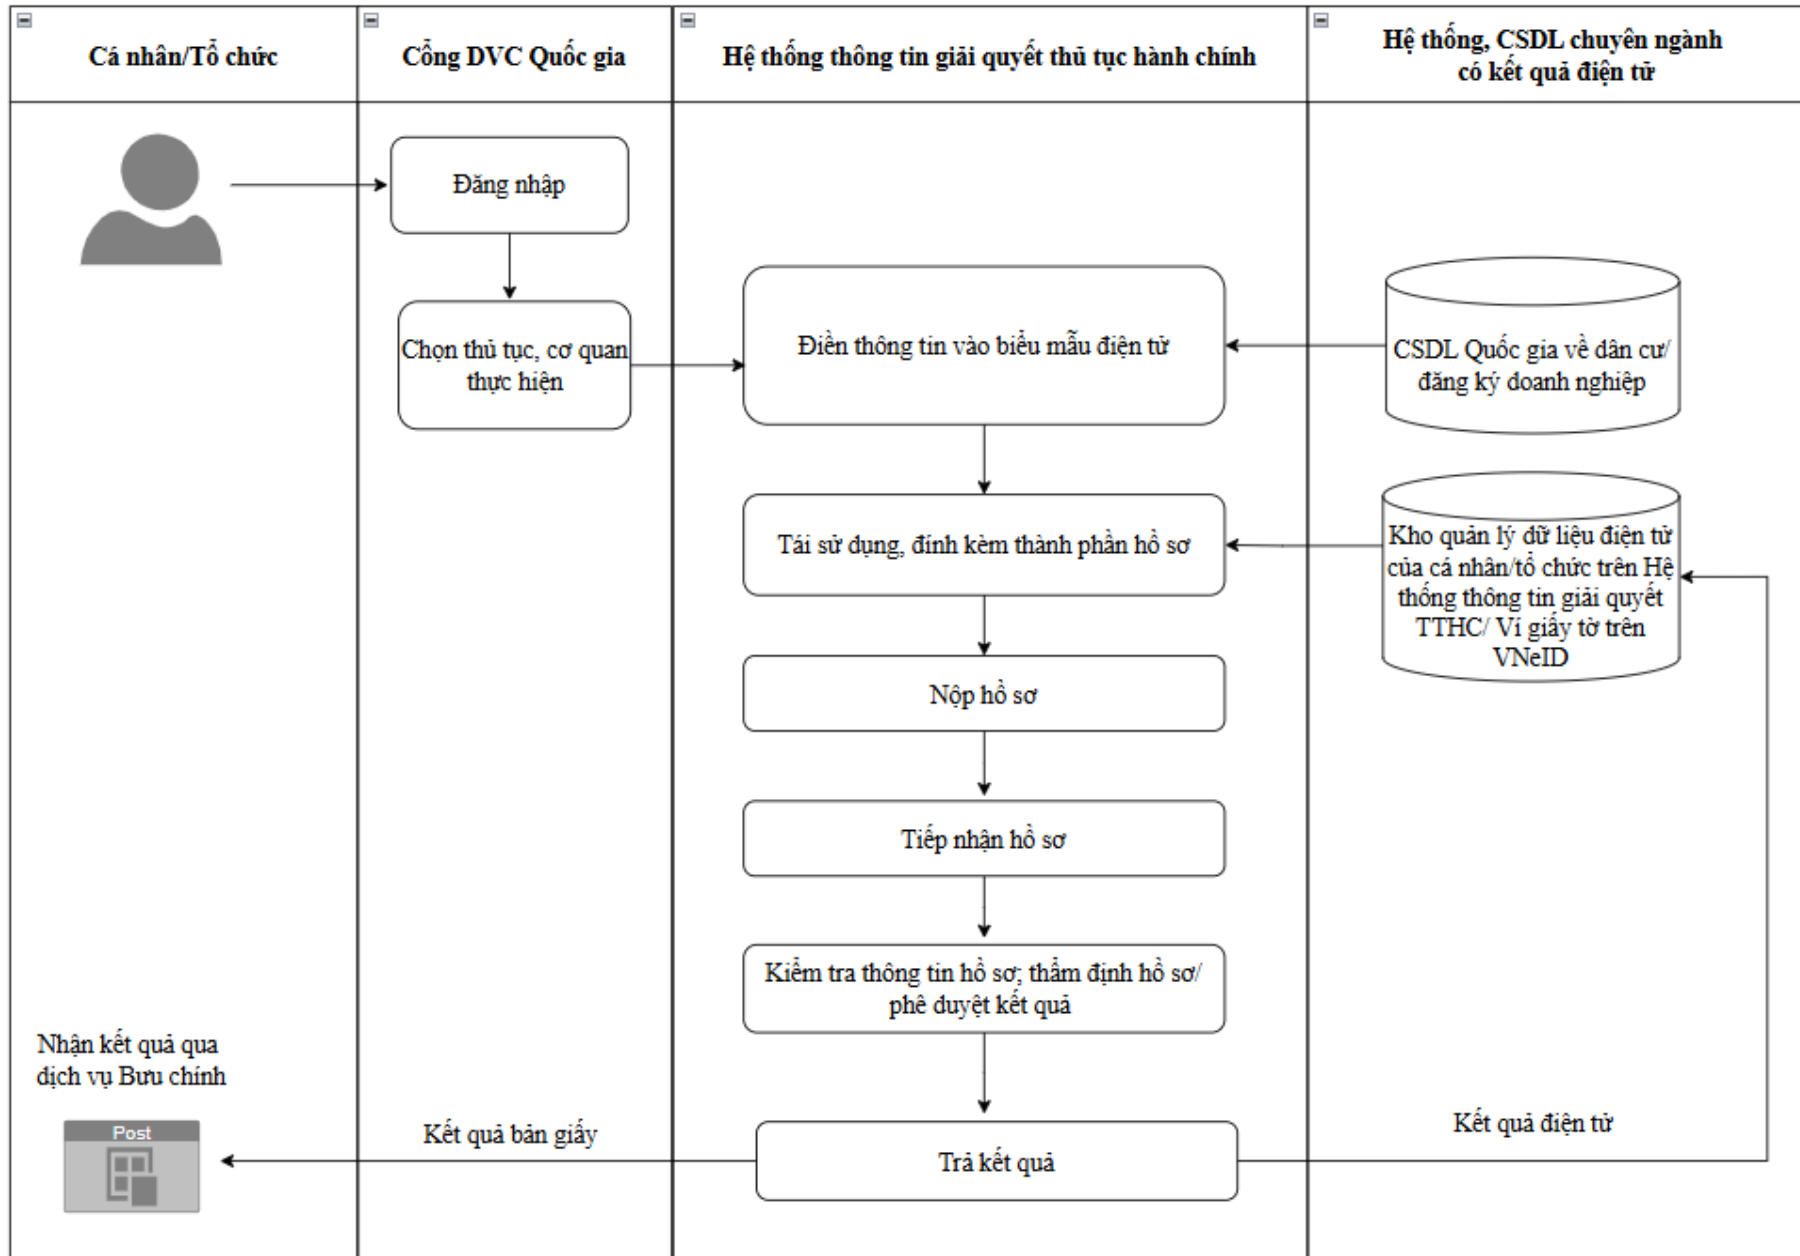 Cá nhân/Tổ chức
Cổng DVC Quốc gia
Hệ thống thông tin giải quyết thủ tục hành chính
Hệ thống, CSDL chuyên ngành
có kết quả điện tử
Đăng nhập
Chọn thủ tục, cơ quan
thực hiện
Điền thông tin vào biểu mẫu điện tử
CSDL Quốc gia về dân cư/
đăng ký doanh nghiệp
Tái sử dụng, đính kèm thành phần hồ sơ
Kho quản lý dữ liệu điện tử
của cá nhân/tổ chức trên Hệ
thống thông tin giải quyết
TTHC/ Ví giấy tờ trên
VNeID
Nộp hồ sơ
Tiếp nhận hồ sơ
Kiểm tra thông tin hồ sơ; thẩm định hồ sơ/
phê duyệt kết quả
Nhận kết quả qua
dịch vụ Bưu chính
Post
Kết quả bản giấy
Trả kết quả
Kết quả điện tử